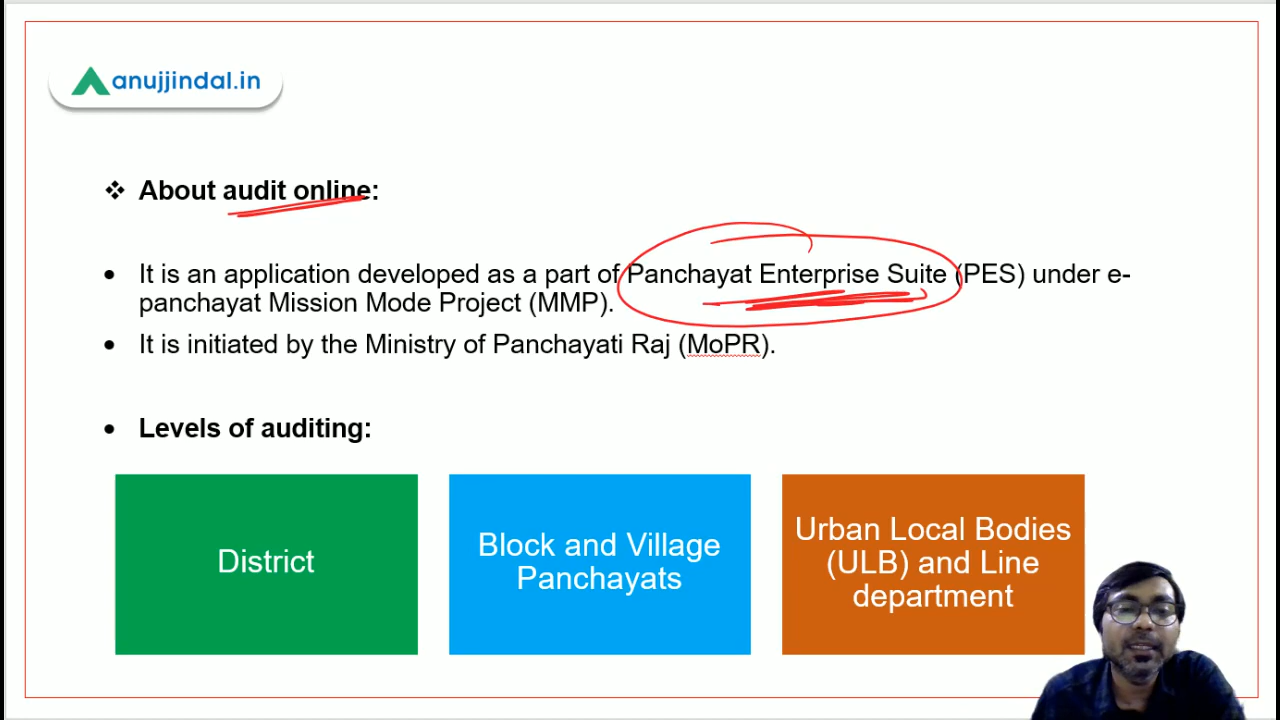 anujjindal.in
❖ About audit online:
• It is an application developed as a part of Panchayat Enterprise Suite (PES) under e-
panchayat Mission Mode Project (MMP).
• It is initiated by the Ministry of Panchayati Raj (MoPR).
• Levels of auditing:
District
Block and Village
Panchayats
Urban Local Bodies
(ULB) and Line
department